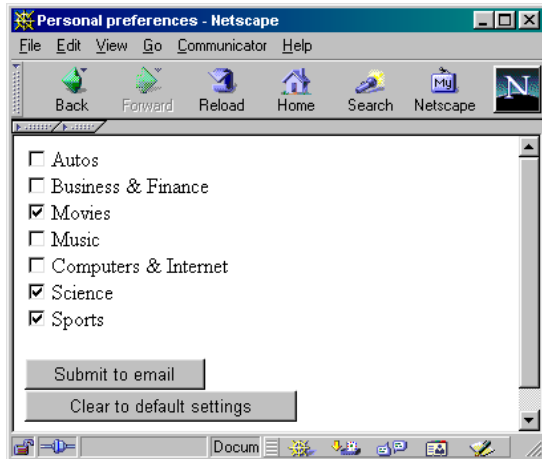 Personal preferences - Netscape
File Edit View Go Communicator Help
My
N
Back Forward Reload Home Search Netscape
Autos
Business & Finance
Movies
Music
Computers & Internet
Science
Sports
Submit to email
Clear to default settings
Docum